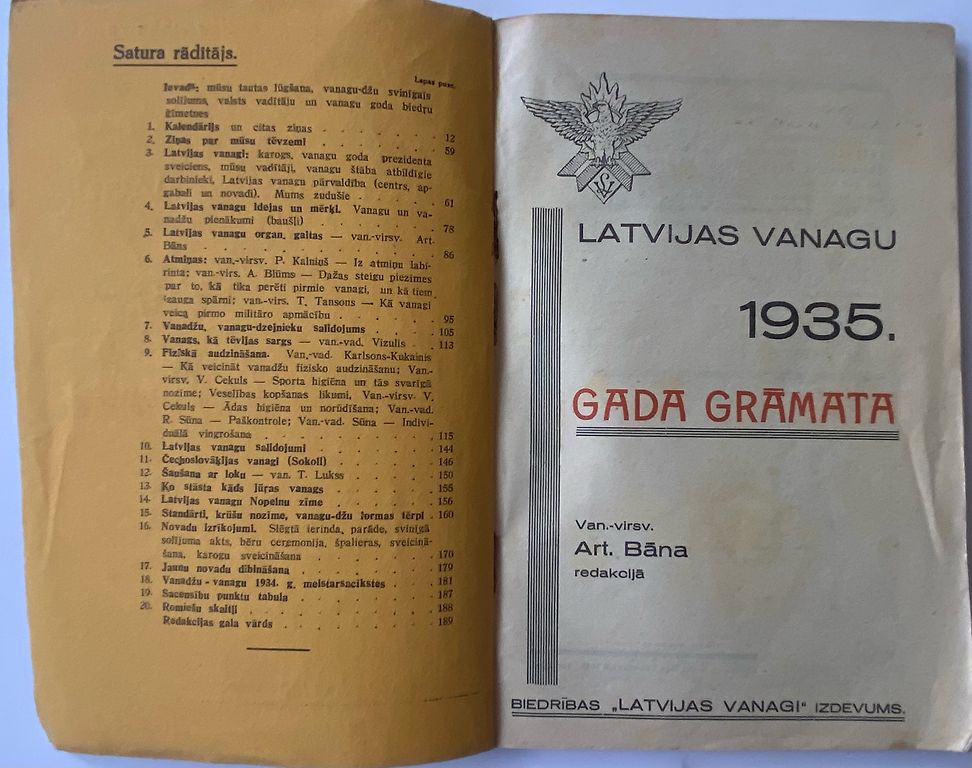 Satura rādītājs.
Lapas puse.
Ievads: mūsu tautas lūgšana, vanagu-džu svinīgais
solījums, valsts vadītāju un vanagu goda biedru
ģīmetnes
1. Kalendārijs un citas ziņas . . . . . . 12
2. Ziņas par mūsu tēvzemi . . . . . . 59
3. Latvijas vanagi: karogs, vanagu goda prezidenta
sveiciens, mūsu vadītāji, vanagu štāba atbildīgie
darbinieki, Latvijas vanagu pārvaldība (centrs, ap-
gabali un novadi). Mums zudušie . . . . 61
4. Latvijas vanagu idejas un mērķi. Vanagu un va-
nadžu pienākumi (baušļi) . . . . . . 78
5. Latvijas vanagu organ. gaitas — van.-virsv. Art.
Bāns . . . . . . . . . 86
6. Atmiņas: van.-virsv. P. Kalniņš — Iz atmiņu labi-
rinta; van.-virs. A. Blūms — Dažas steigu piezīmes
par to, kā tika perēti pirmie vanagi, un kā tiem
izauga spārni; van.-virs. T. Tansons — Kā vanagi
veica pirmo militāro apmācību . . . . . 95
7. Vanadžu, vanagu-dzejnieku salidojums . . . 105
8. Vanags, kā tēvijas sargs — van.-vad. Vizulis . . 113
9. Fiziskā audzināšana. Van.-vad. Karlsons-Kukainis
— Kā veicināt vanadžu fizisko audzināšanu; Van.-
virsv. V. Cekuls — Sporta higiēna un tās svarīgā
nozīme; Veselības kopšanas likumi, Van.-virsv. V.
Cekuls — Ādas higiēna un norūdīšana; Van.-vad.
R. Sūna — Paškontrole; Van.-vad. Sūna — Indivi-
duālā vingrošana . . . . . . . 115
10. Latvijas vanagu salidojumi . . . . . 144
11. Čechoslovāķijas vanagi (Sokoli) . . . . 146
12. Šaušana ar loku — van. T. Lukss . . . . 150
13. Ko stāsta kāds Jūras vanags . . . . . 155
14. Latvijas vanagu Nopelnu zīme . . . . . 156
15. Standarti, krūšu nozīme, vanagu-džu formas tērpi . 160
16. Novadu izrīkojumi. Slēgtā ierinda, parāde, svinīgā
solījuma akts, bēru ceremonija, špalieras, sveicinā-
šana, karogu sveicināšana . . . . . 170
17. Jaunu novadu dibināšana . . . . . 179
18. Vanadžu-vanagu 1934. g. meistarsacīkstes . . . 181
19. Sacensību punktu tabula . . . . . 187
20. Romiešu skaitļi . . . . . . . 188
Redakcijas gala vārds . . . . . . 189
LATVIJAS VANAGU
1935.
GADA GRĀMATA
Van.-virsv.
Art. Bāna
redakcijā
BIEDRĪBAS „LATVIJAS VANAGI“ IZDEVUMS.